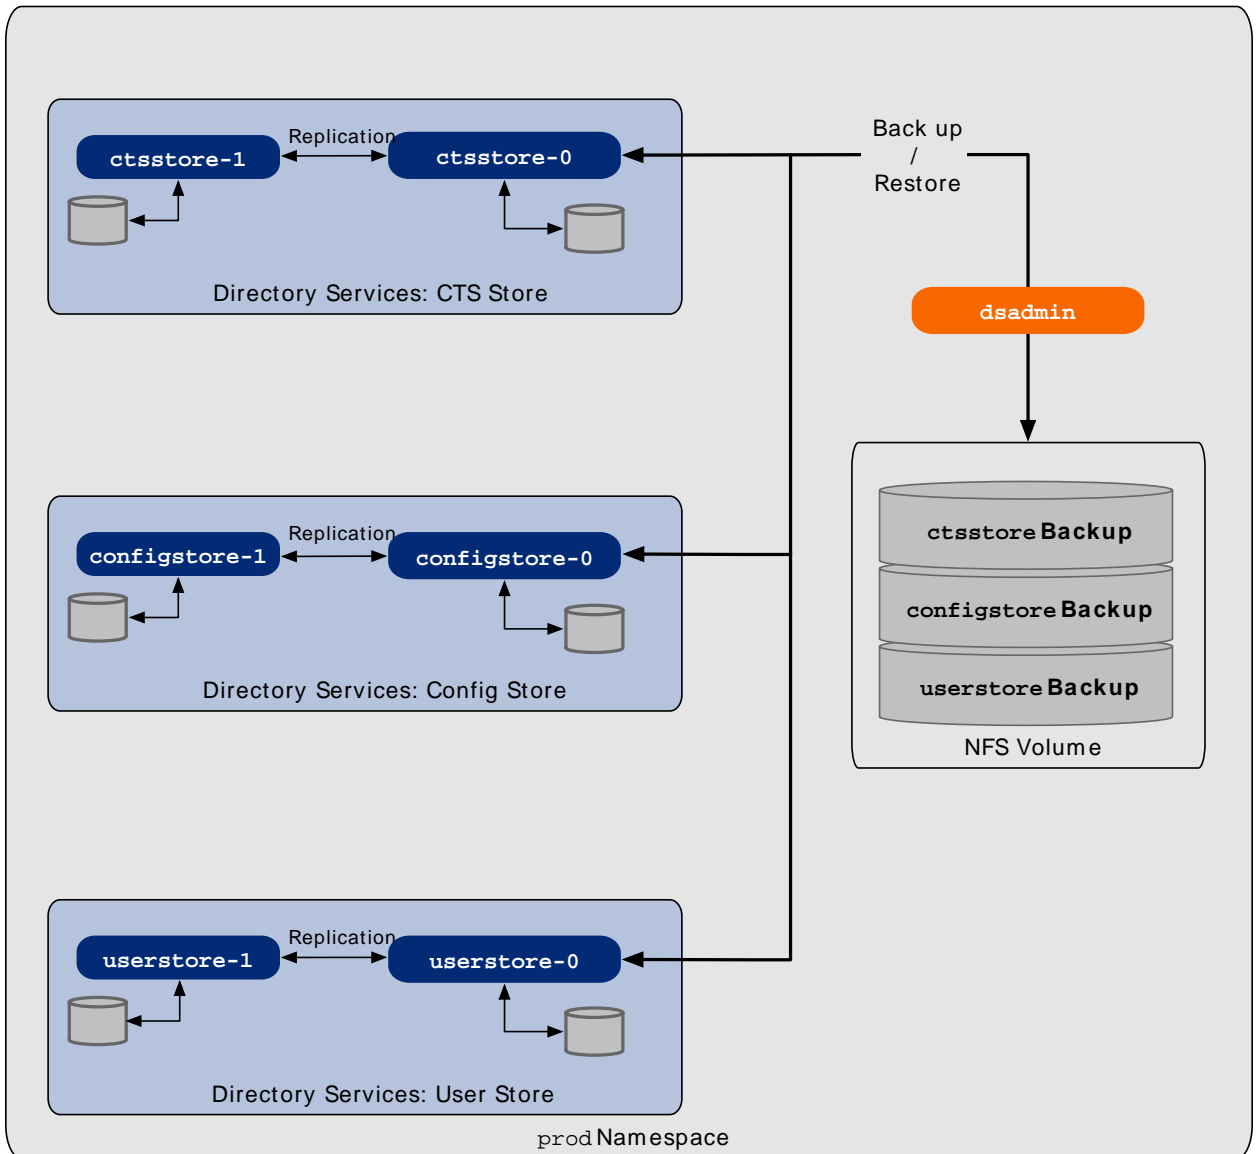 Replication
ctsstore-1
ctsstore-0
Directory Services: CTS Store
Back up
/
Restore
dsadmin
Replication
configstore-1
configstore-0
Directory Services: Config Store
ctsstore Backup
configstore Backup
userstore Backup
NFS Volume
Replication
userstore-1
userstore-0
Directory Services: User Store
prod Namespace